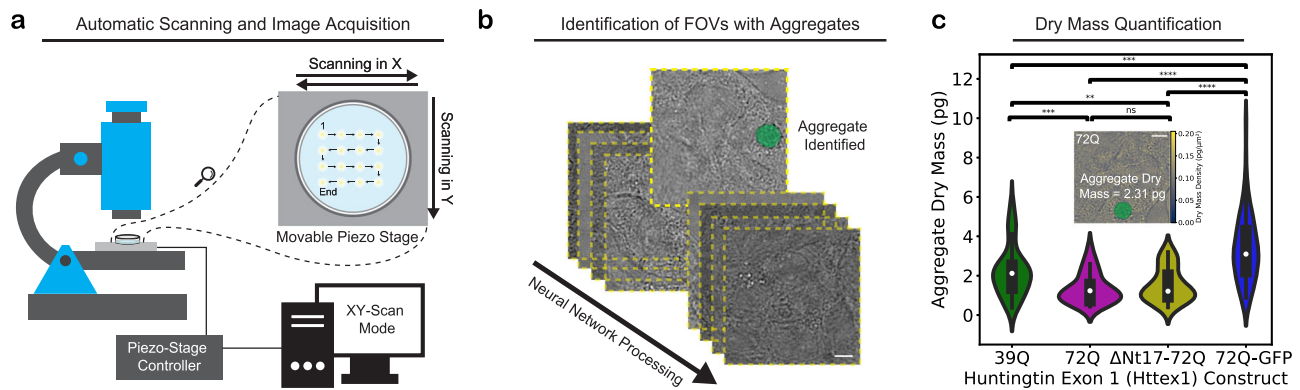 a
Automatic Scanning and Image Acquisition
Scanning in X
Scanning in Y
1
End
Movable Piezo Stage
XY-Scan
Mode
Piezo-Stage
Controller
b
Identification of FOVs with Aggregates
Aggregate
Identified
Neural Network Processing
c
Dry Mass Quantification
Aggregate Dry Mass (pg)
12
10
8
6
4
2
0
***
****
**
****
***
ns
72Q
Aggregate Dry
Mass = 2.31 pg
0.20
0.15
0.10
0.05
0.00
Dry Mass Density (pg/μm²)
39Q 72Q ΔNt17-72Q 72Q-GFP
Huntingtin Exon 1 (Httex1) Construct